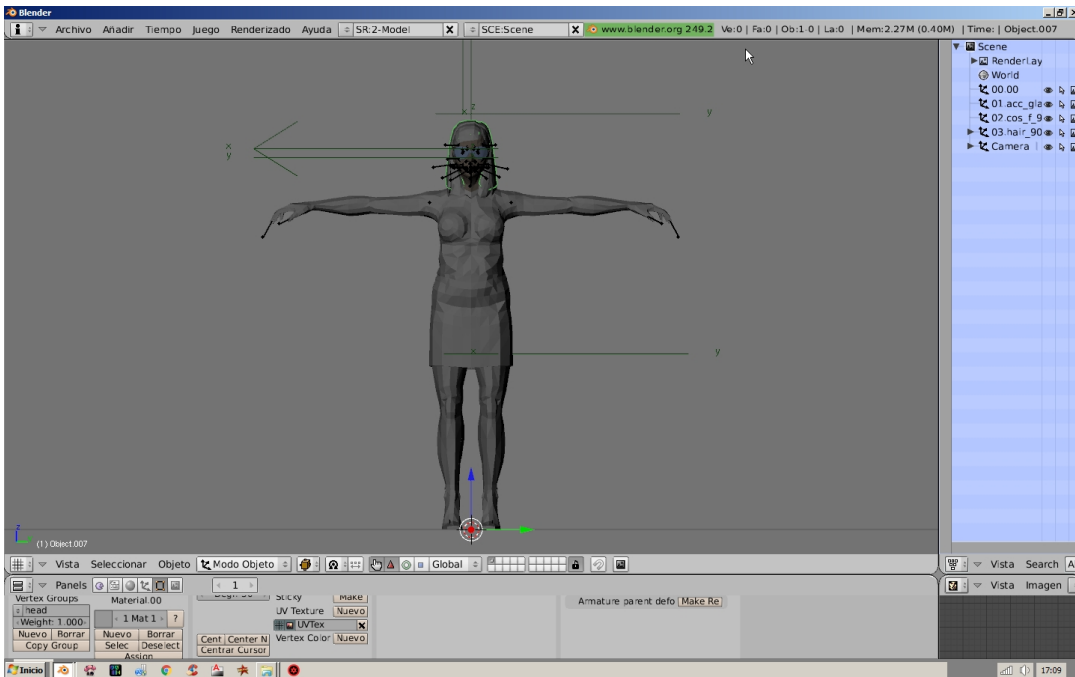 Blender
Archivo Añadir Tiempo Juego Renderizado Ayuda SR:2-Model X SCE:Scene X www.blender.org 249.2 Ve:0 | Fa:0 | Ob:1-0 | La:0 | Mem:2.27M (0.40M) | Time: | Object.007
Scene
RenderLay
World
00.00
01.acc_gla
02.cos_f_9
03.hair_90
Camera
x z y
x
y
x y
z
(1) Object.007
Vista Seleccionar Objeto Modo Objeto Global Vista Search A
Panels 1 Vista Imagen
Vertex Groups
head
Weight: 1.000
Nuevo Borrar
Copy Group
Material.00
1 Mat 1 ?
Nuevo Borrar
Selec Deselect
Assign
Cent Center N
Centrar Cursor
Sticky Make
UV Texture Nuevo
UVTex X
Vertex Color Nuevo
Armature parent defo Make Re
Inicio 17:09